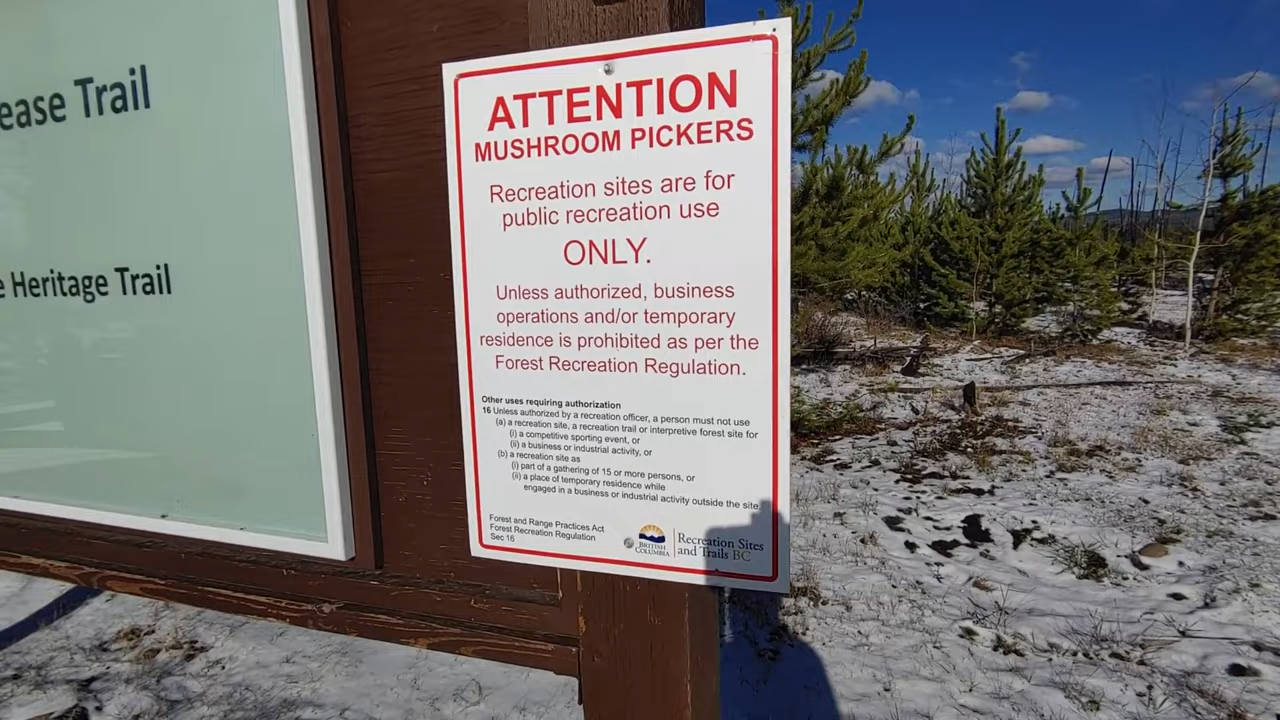 ease Trail
e Heritage Trail
ATTENTION
MUSHROOM PICKERS
Recreation sites are for
public recreation use
ONLY.
Unless authorized, business
operations and/or temporary
residence is prohibited as per the
Forest Recreation Regulation.
Other uses requiring authorization
16 Unless authorized by a recreation officer, a person must not use
(a) a recreation site, a recreation trail or interpretive forest site for
(i) a competitive sporting event, or
(ii) a business or industrial activity, or
(b) a recreation site as
(i) part of a gathering of 15 or more persons, or
(ii) a place of temporary residence while
engaged in a business or industrial activity outside the site.
Forest and Range Practices Act
Forest Recreation Regulation
Sec 16
BRITISH
COLUMBIA
Recreation Sites
and Trails BC